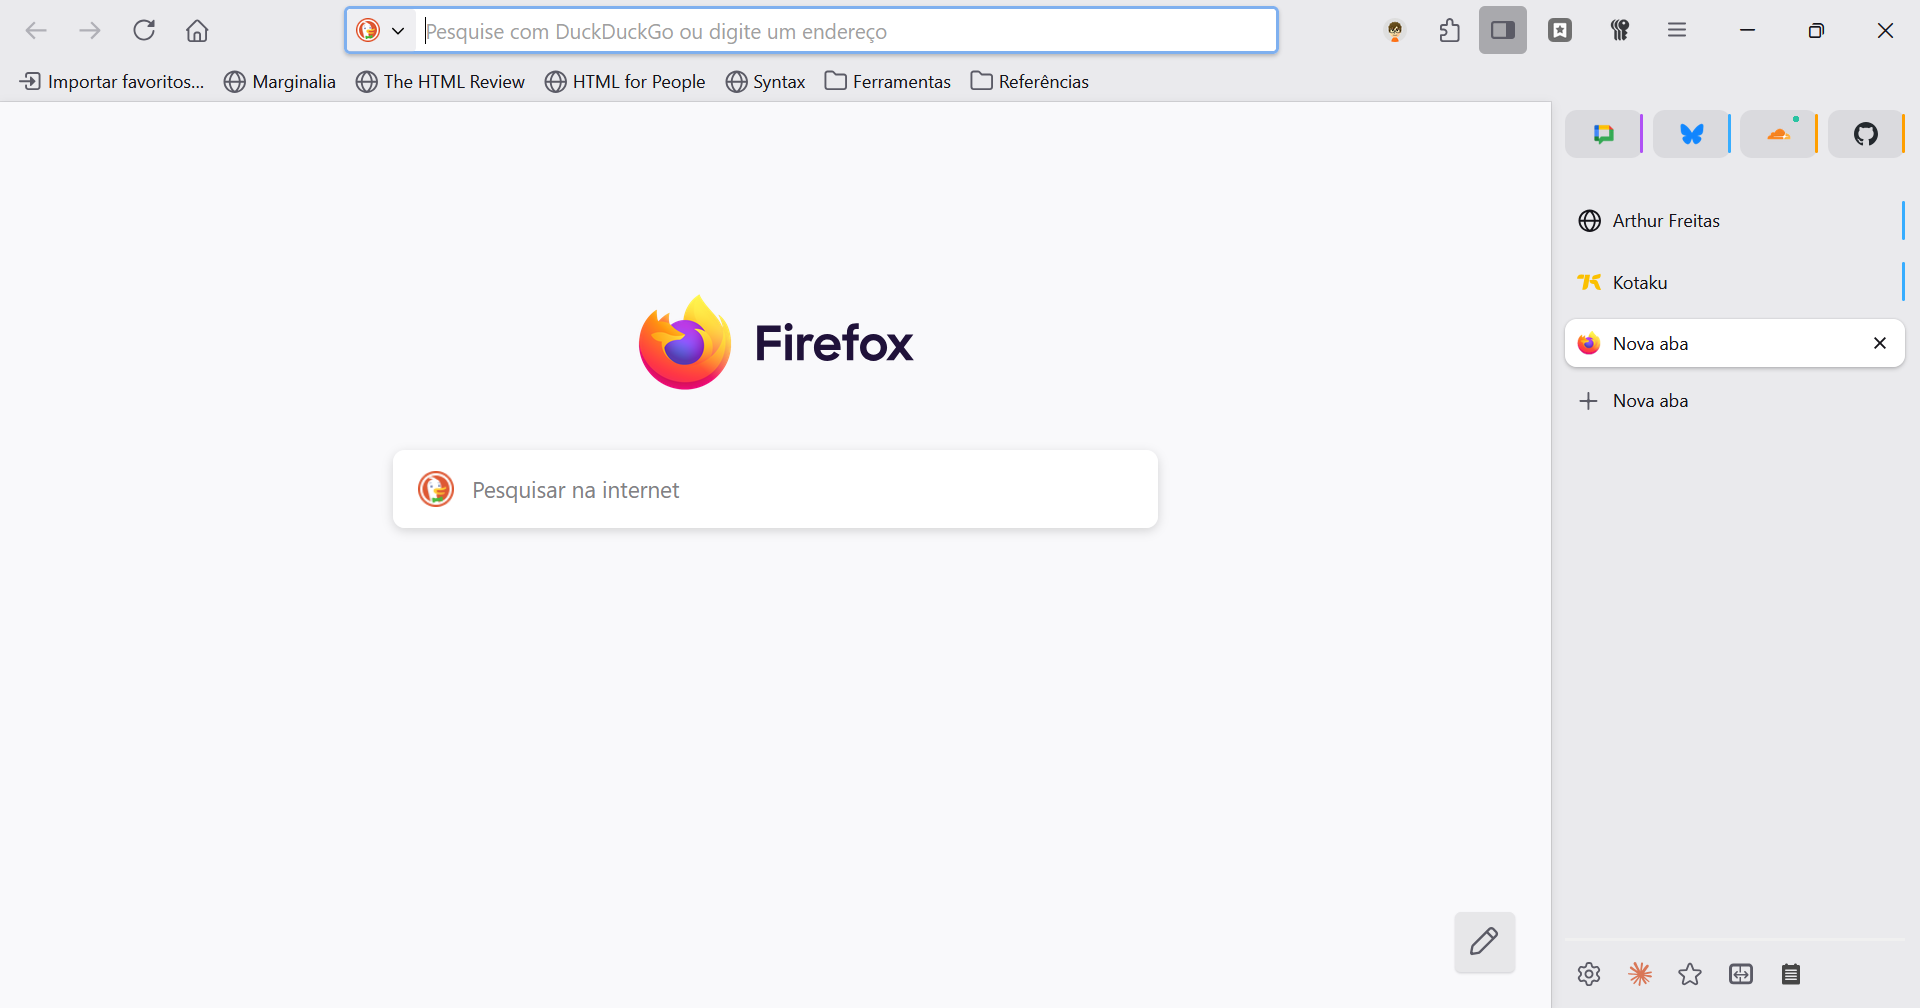 Pesquise com DuckDuckGo ou digite um endereço
Importar favoritos... Marginalia The HTML Review HTML for People Syntax Ferramentas Referências
Arthur Freitas
Kotaku
Nova aba
Nova aba
Firefox
Pesquisar na internet